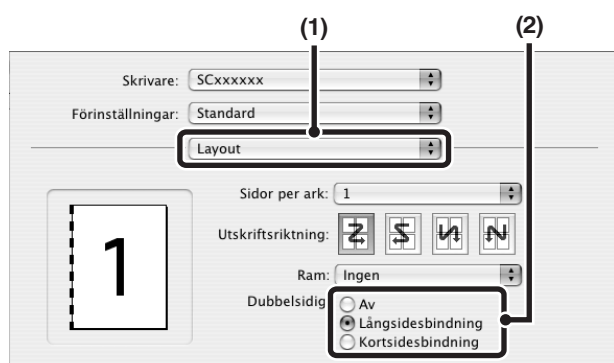 (1) (2)
Skrivare: SCxxxxxx
Förinställningar: Standard
Layout
Sidor per ark: 1
Utskriftsriktning:
Ram: Ingen
Dubbelsidig Av
Långsidesbindning
Kortsidesbindning
1